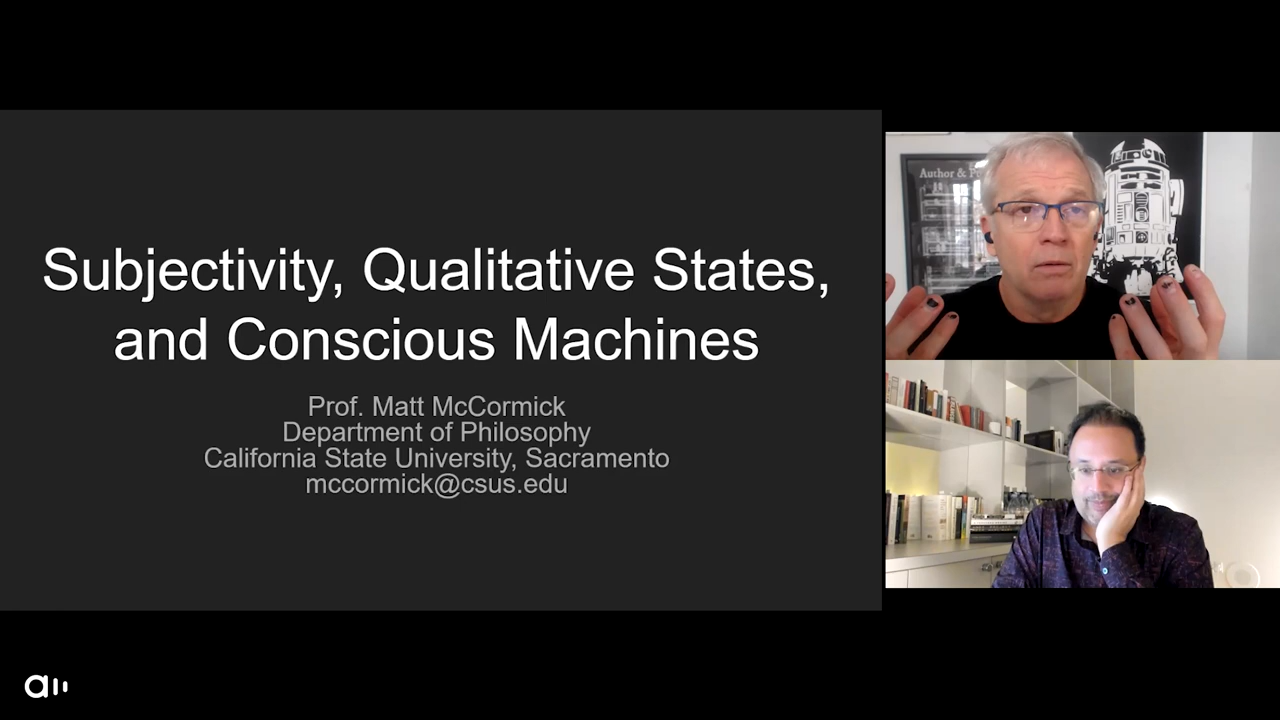 Subjectivity, Qualitative States,
and Conscious Machines
Prof. Matt McCormick
Department of Philosophy
California State University, Sacramento
mccormick@csus.edu
Author &